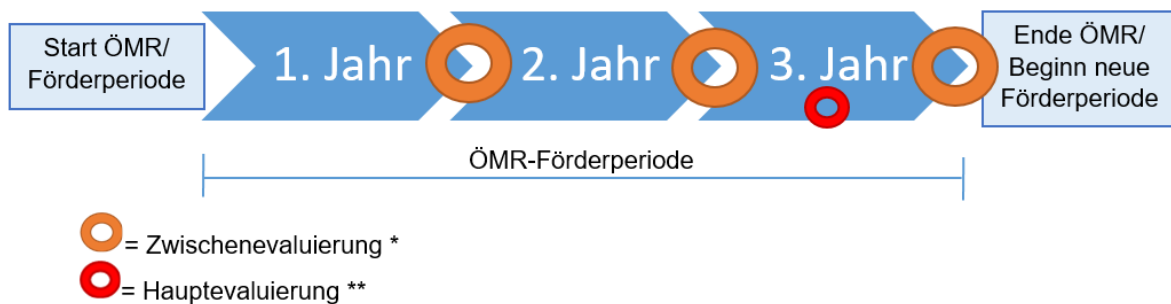 Start ÖMR/
Förderperiode
1. Jahr
2. Jahr
3. Jahr
Ende ÖMR/
Beginn neue
Förderperiode
ÖMR-Förderperiode
= Zwischenevaluierung *
= Hauptevaluierung **